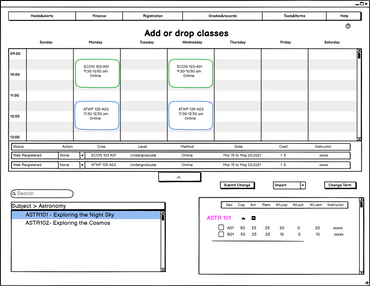 Holds&alerts Finance Rigistration Grades&records Tools&forms Help
Add or drop classes
Sunday Monday Tuesday Wednesday Thursday Friday Saturday
09:00
10:00
11:00
12:00
13:00
ECON 103-A01
9:30-10:50 am
Online
ECON 103-A01
9:30-10:50 am
Online
ATWP 135-A03
11:30-12:50 am
Online
ATWP 135-A03
11:30-12:50 am
Online
Status Action Crse Level Method Date Cred Instructor
Web Registered None ECON 103 A01 Undergraduate Online Mar 15 to May 20,2021 1.5 xxxxx
Web Registered None ATWP 135 A03 Undergraduate Online Mar 15 to May 20,2021 1.5 xxxxx
Search
Submit Change Import Change Term
Subject > Astronomy
ASTR101 - Exploring the Night Sky
ASTR102- Exploring the Cosmos
Sec Cap Act Rem WLcap WLact WLrem Instructor
ASTR 101:
A01 50 25 25 20 0 20 xxxxx
B01 50 25 25 10 0 10 xxxxx